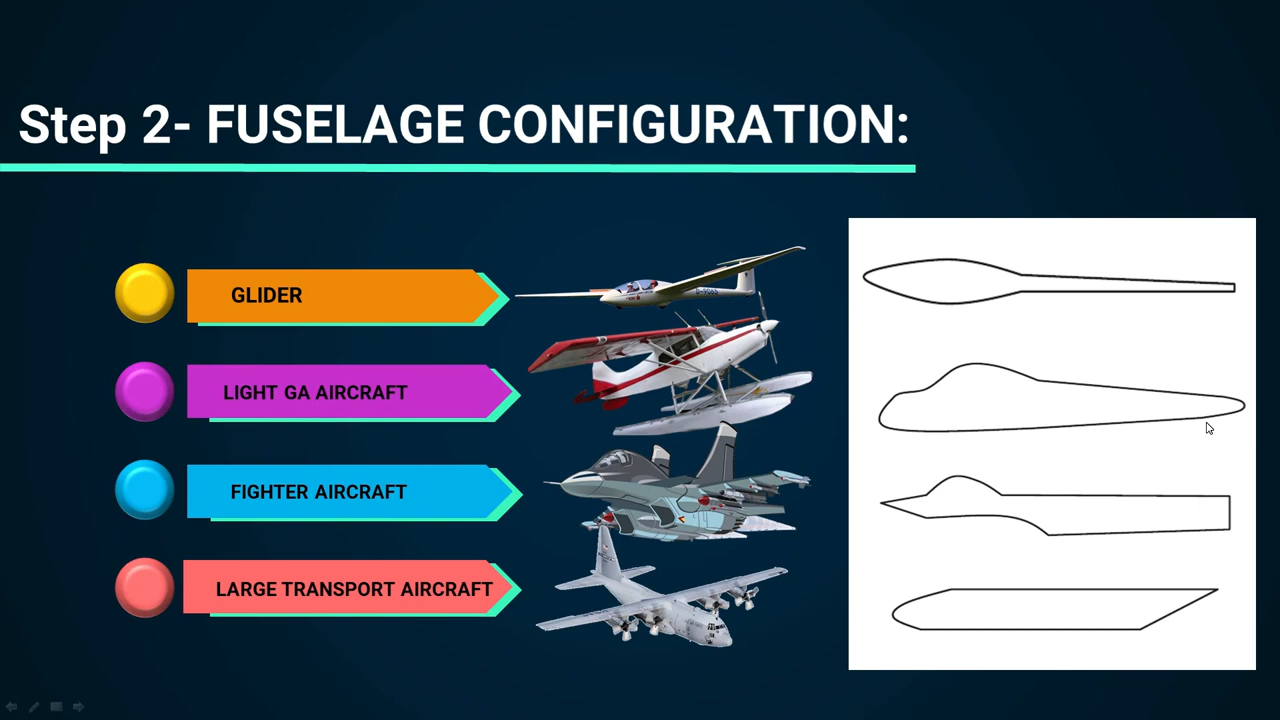 Step 2- FUSELAGE CONFIGURATION:
GLIDER
LIGHT GA AIRCRAFT
FIGHTER AIRCRAFT
LARGE TRANSPORT AIRCRAFT